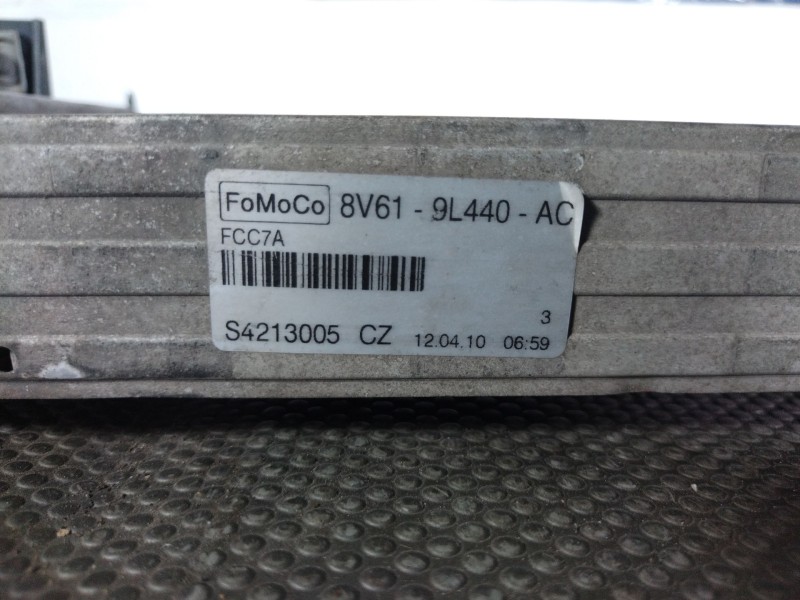 FoMoCo 8V61 - 9L440 - AC
FCC7A
3
S4213005 CZ 12.04.10 06:59